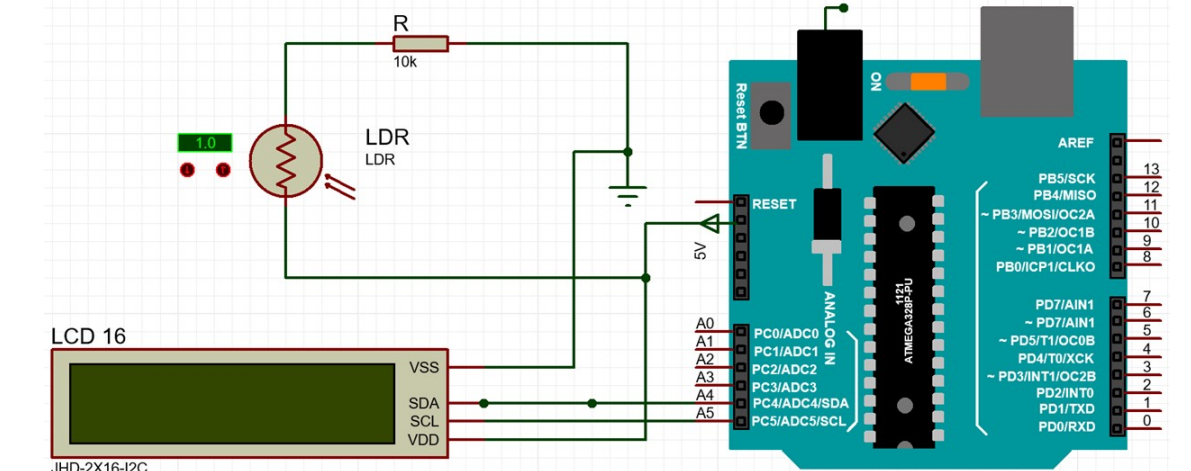 R
10k
1.0
LDR
LDR
5V
LCD 16
VSS
SDA
SCL
VDD
JHD-2X16-I2C
Reset BTN
ON
RESET
ANALOG IN
1121
ATMEGA328P-PU
A0
PC0/ADC0
A1
PC1/ADC1
A2
PC2/ADC2
A3
PC3/ADC3
A4
PC4/ADC4/SDA
A5
PC5/ADC5/SCL
AREF
PB5/SCK 13
PB4/MISO 12
~ PB3/MOSI/OC2A 11
~ PB2/OC1B 10
~ PB1/OC1A 9
PB0/ICP1/CLKO 8
PD7/AIN1 7
~ PD7/AIN1 6
~ PD5/T1/OC0B 5
PD4/T0/XCK 4
~ PD3/INT1/OC2B 3
PD2/INT0 2
PD1/TXD 1
PD0/RXD 0